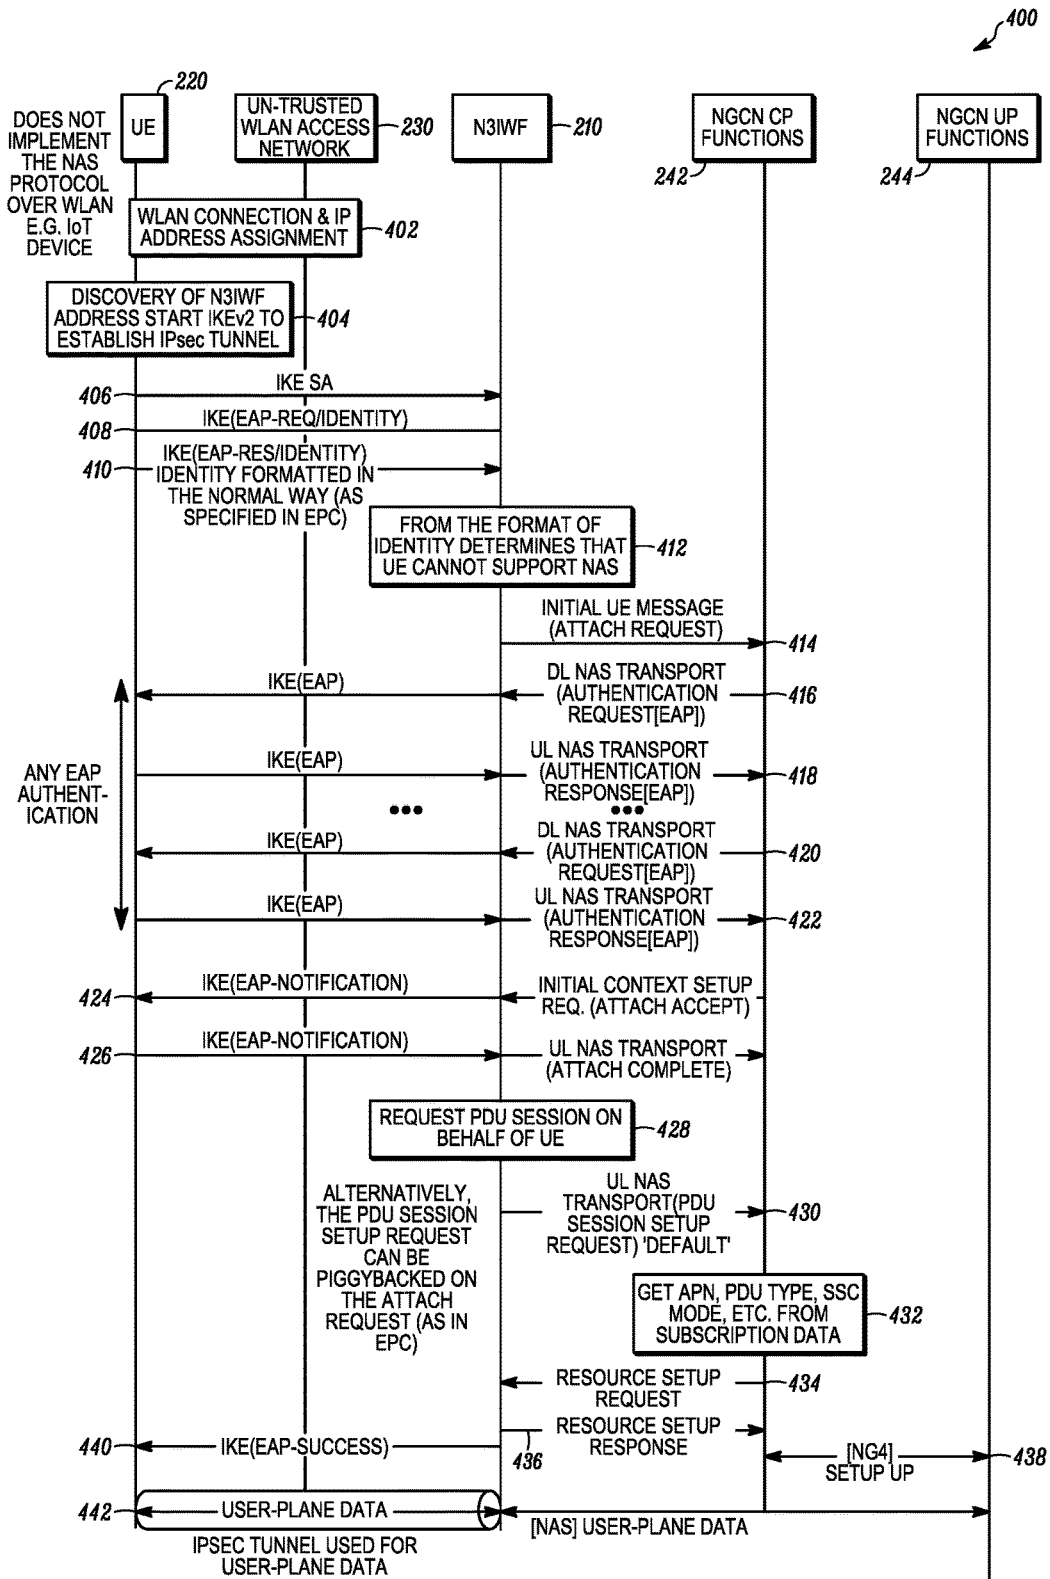 400
220
230
210
242
244
DOES NOT
IMPLEMENT
THE NAS
PROTOCOL
OVER WLAN
E.G. IoT
DEVICE
UE
UN-TRUSTED
WLAN ACCESS
NETWORK
N3IWF
NGCN CP
FUNCTIONS
NGCN UP
FUNCTIONS
WLAN CONNECTION & IP
ADDRESS ASSIGNMENT
402
DISCOVERY OF N3IWF
ADDRESS START IKEv2 TO
ESTABLISH IPsec TUNNEL
404
406
IKE SA
408
IKE(EAP-REQ/IDENTITY)
410
IKE(EAP-RES/IDENTITY)
IDENTITY FORMATTED IN
THE NORMAL WAY (AS
SPECIFIED IN EPC)
FROM THE FORMAT OF
IDENTITY DETERMINES THAT
UE CANNOT SUPPORT NAS
412
INITIAL UE MESSAGE
(ATTACH REQUEST)
414
ANY EAP
AUTHENT-
ICATION
IKE(EAP)
DL NAS TRANSPORT
(AUTHENTICATION
REQUEST[EAP])
416
IKE(EAP)
UL NAS TRANSPORT
(AUTHENTICATION
RESPONSE[EAP])
418
IKE(EAP)
DL NAS TRANSPORT
(AUTHENTICATION
REQUEST[EAP])
420
IKE(EAP)
UL NAS TRANSPORT
(AUTHENTICATION
RESPONSE[EAP])
422
424
IKE(EAP-NOTIFICATION)
INITIAL CONTEXT SETUP
REQ. (ATTACH ACCEPT)
426
IKE(EAP-NOTIFICATION)
UL NAS TRANSPORT
(ATTACH COMPLETE)
REQUEST PDU SESSION ON
BEHALF OF UE
428
ALTERNATIVELY,
THE PDU SESSION
SETUP REQUEST
CAN BE
PIGGYBACKED ON
THE ATTACH
REQUEST (AS IN
EPC)
UL NAS
TRANSPORT(PDU
SESSION SETUP
REQUEST) 'DEFAULT'
430
GET APN, PDU TYPE, SSC
MODE, ETC. FROM
SUBSCRIPTION DATA
432
RESOURCE SETUP
REQUEST
434
RESOURCE SETUP
RESPONSE
436
440
IKE(EAP-SUCCESS)
[NG4]
SETUP UP
438
442
USER-PLANE DATA
[NAS] USER-PLANE DATA
IPSEC TUNNEL USED FOR
USER-PLANE DATA